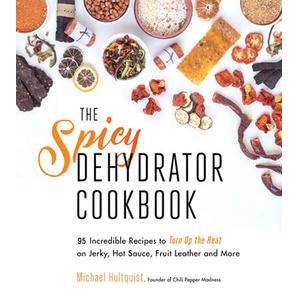 THE
Spicy
DEHYDRATOR
COOKBOOK
95 Incredible Recipes to Turn Up the Heat
on Jerky, Hot Sauce, Fruit Leather and More
Michael Hultquist, Founder of Chili Pepper Madness